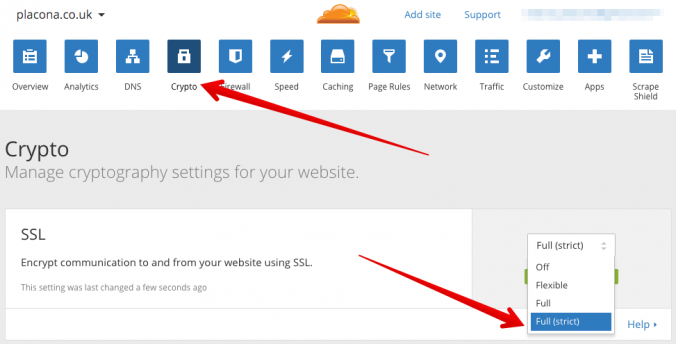 placona.co.uk
Add site
Support
Overview
Analytics
DNS
Crypto
Firewall
Speed
Caching
Page Rules
Network
Traffic
Customize
Apps
Scrape
Shield
Crypto
Manage cryptography settings for your website.
SSL
Encrypt communication to and from your website using SSL.
This setting was last changed a few seconds ago
Full (strict)
Off
Flexible
Full
Full (strict)
Help